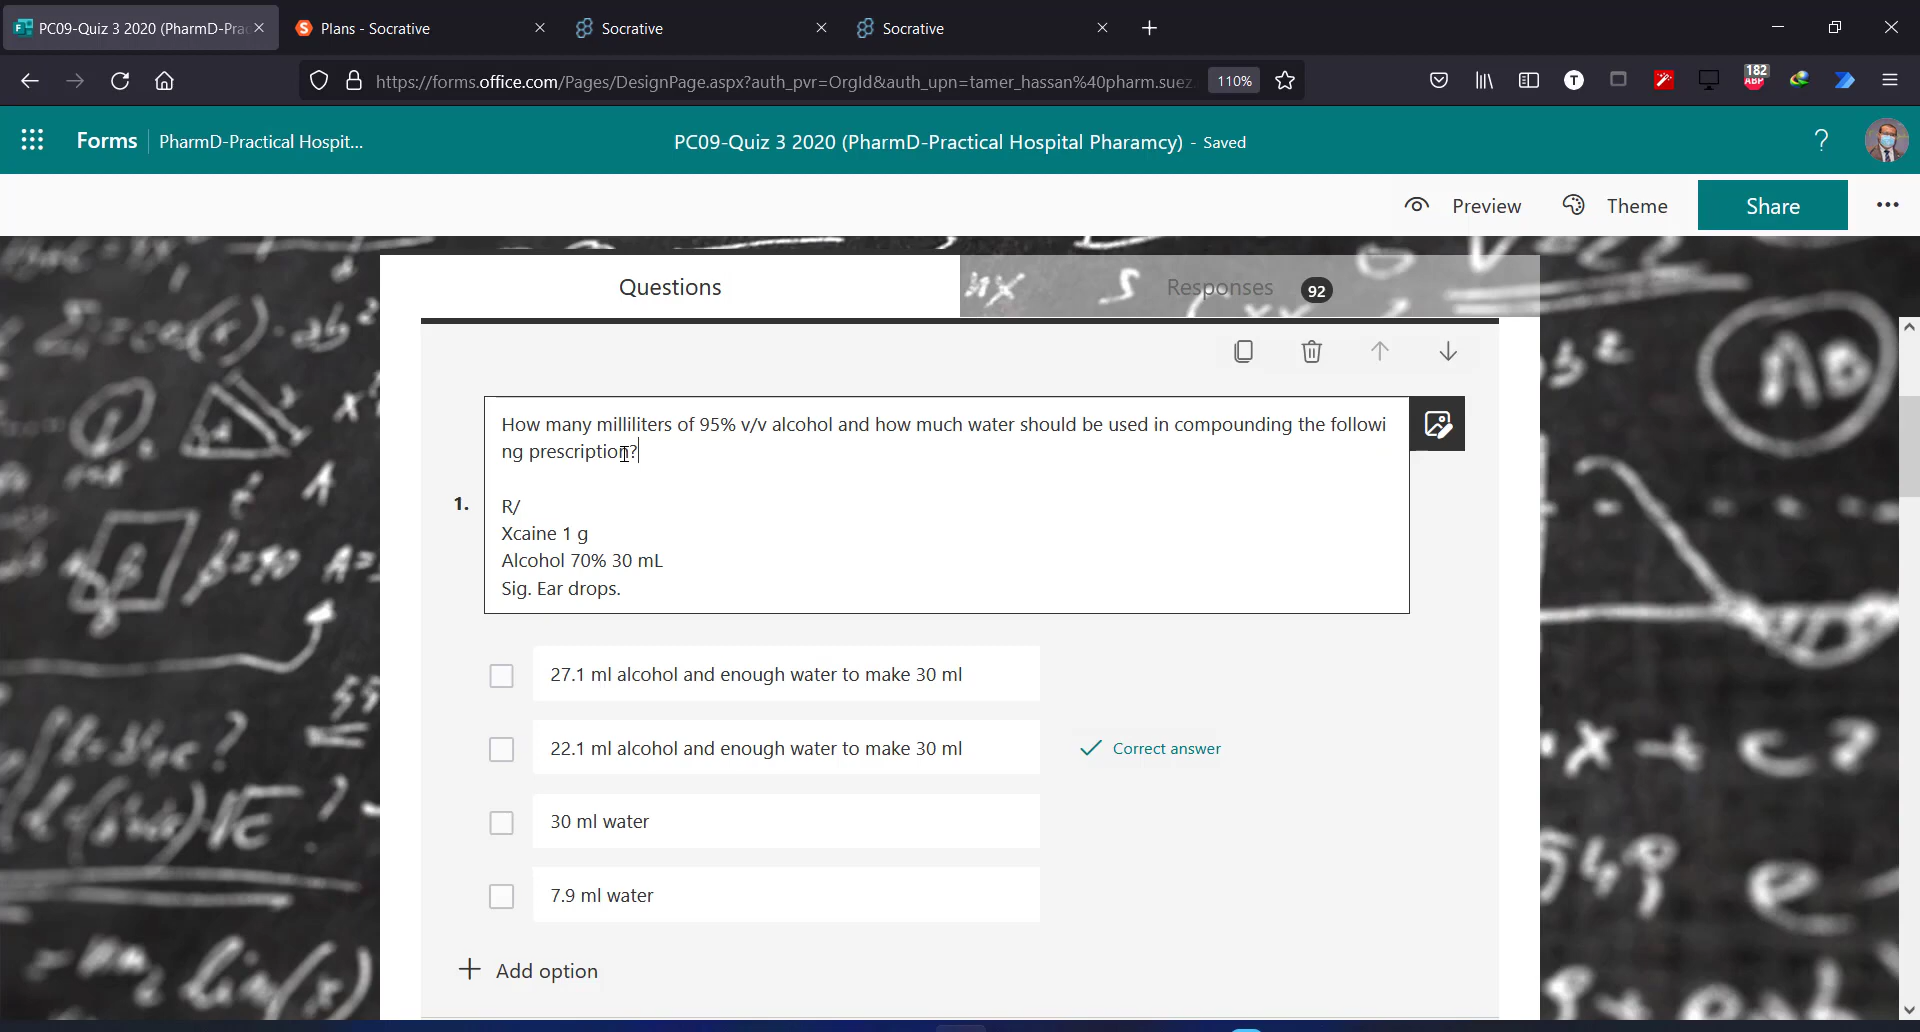 PC09-Quiz 3 2020 (PharmD-Prac
Plans - Socrative
Socrative
Socrative
https://forms.office.com/Pages/DesignPage.aspx?auth_pvr=OrgId&auth_upn=tamer_hassan%40pharm.suez.
110%
182
ABP
Forms
PharmD-Practical Hospit...
PC09-Quiz 3 2020 (PharmD-Practical Hospital Pharamcy) - Saved
?
Preview
Theme
Share
Questions
Responses
92
How many milliliters of 95% v/v alcohol and how much water should be used in compounding the followi
ng prescription?
1.
R/
Xcaine 1 g
Alcohol 70% 30 mL
Sig. Ear drops.
27.1 ml alcohol and enough water to make 30 ml
22.1 ml alcohol and enough water to make 30 ml
Correct answer
30 ml water
7.9 ml water
Add option